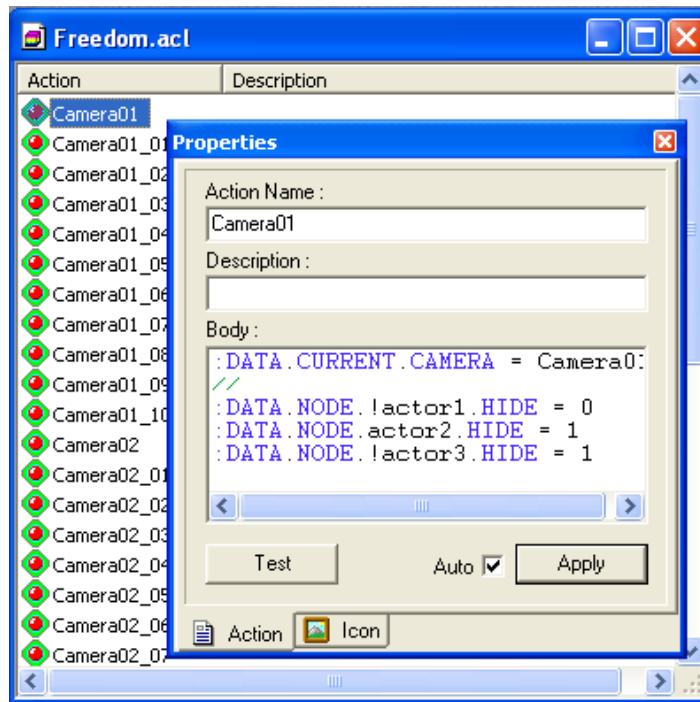 Freedom.acl
Action Description
Camera01
Camera01_01
Camera01_02
Camera01_03
Camera01_04
Camera01_05
Camera01_06
Camera01_07
Camera01_08
Camera01_09
Camera01_10
Camera02
Camera02_01
Camera02_02
Camera02_03
Camera02_04
Camera02_05
Camera02_06
Camera02_07
Properties
Action Name :
Camera01
Description :
Body :
:DATA.CURRENT.CAMERA = Camera01
//
:DATA.NODE.!actor1.HIDE = 0
:DATA.NODE.actor2.HIDE = 1
:DATA.NODE.!actor3.HIDE = 1
Test Auto Apply
Action Icon